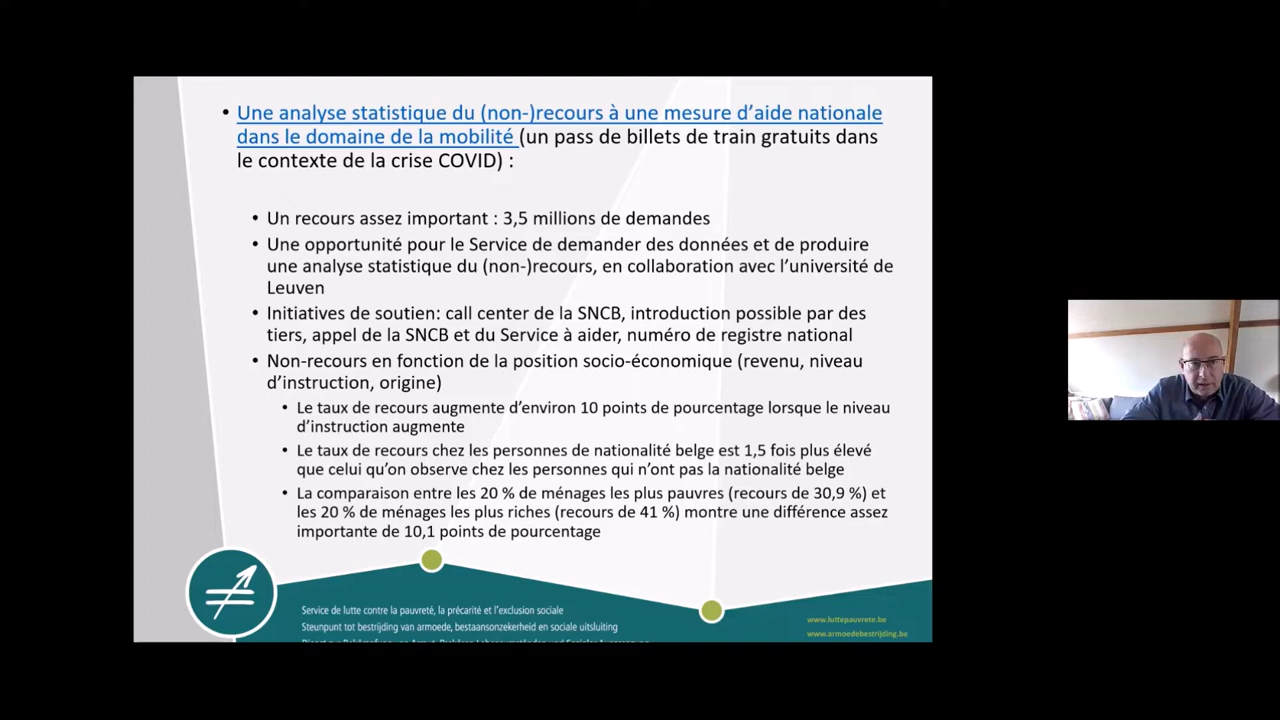 • Une analyse statistique du (non-)recours à une mesure d’aide nationale
dans le domaine de la mobilité (un pass de billets de train gratuits dans
le contexte de la crise COVID) :
• Un recours assez important : 3,5 millions de demandes
• Une opportunité pour le Service de demander des données et de produire
une analyse statistique du (non-)recours, en collaboration avec l’université de
Leuven
• Initiatives de soutien: call center de la SNCB, introduction possible par des
tiers, appel de la SNCB et du Service à aider, numéro de registre national
• Non-recours en fonction de la position socio-économique (revenu, niveau
d’instruction, origine)
• Le taux de recours augmente d’environ 10 points de pourcentage lorsque le niveau
d’instruction augmente
• Le taux de recours chez les personnes de nationalité belge est 1,5 fois plus élevé
que celui qu’on observe chez les personnes qui n’ont pas la nationalité belge
• La comparaison entre les 20 % de ménages les plus pauvres (recours de 30,9 %) et
les 20 % de ménages les plus riches (recours de 41 %) montre une différence assez
importante de 10,1 points de pourcentage
Service de lutte contre la pauvreté, la précarité et l’exclusion sociale
Steunpunt tot bestrijding van armoede, bestaansonzekerheid en sociale uitsluiting
www.luttepauvrete.be
www.armoedebestrijding.be